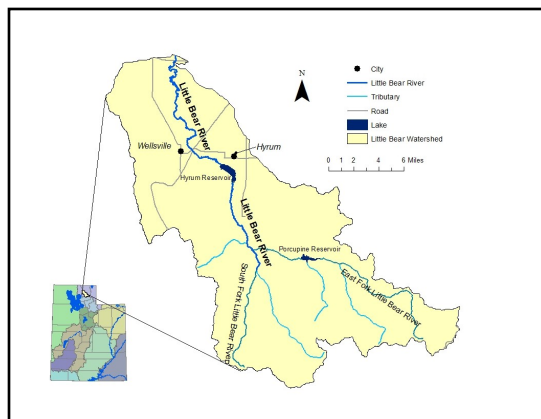 N
City
Little Bear River
Tributary
Road
Lake
Little Bear Watershed
0 1 2 4 6 Miles
Little Bear River
Wellsville
Hyrum
Hyrum Reservoir
Little Bear River
Porcupine Reservoir
East Fork Little Bear River
South Fork Little Bear River